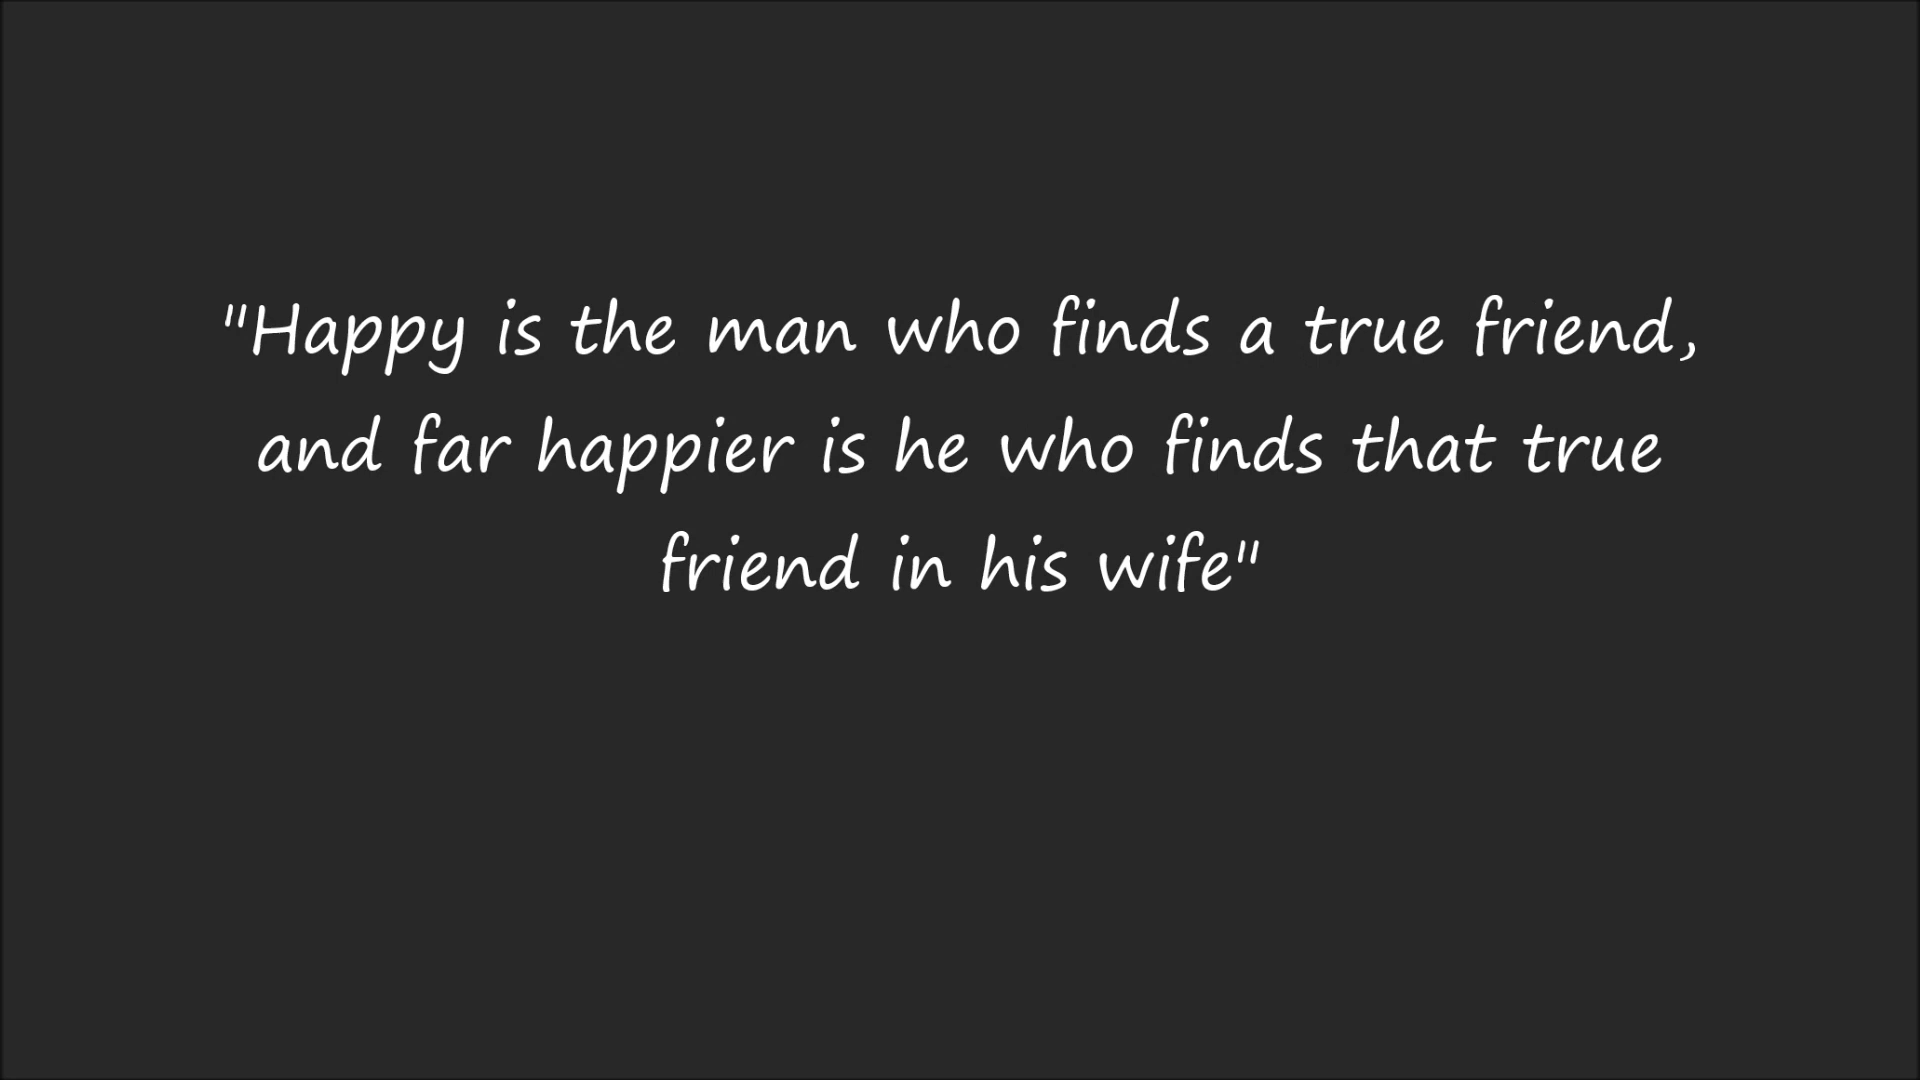 "Happy is the man who finds a true friend,
and far happier is he who finds that true
friend in his wife"